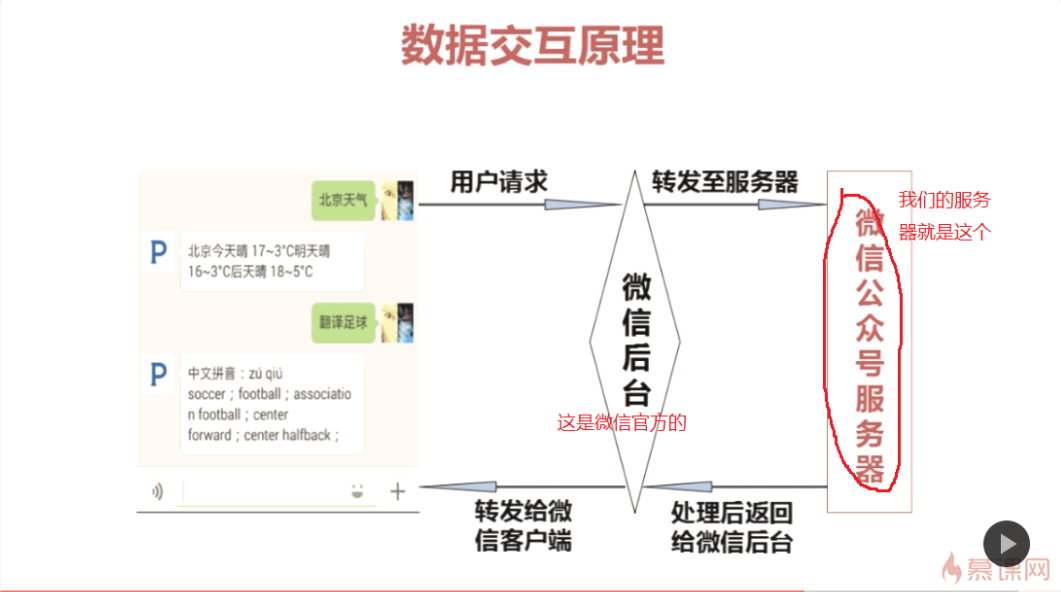 数据交互原理
用户请求
转发至服务器
北京天气
P
北京今天晴 17~3°C明天晴
16~3°C后天晴 18~5°C
翻译足球
P
中文拼音：zú qiú
soccer；football；associatio
n football；center
forward；center halfback；
微信后台
这是微信官方的
微信公众号服务器
我们的服务
器就是这个
转发给微
信客户端
处理后返回
给微信后台
慕课网